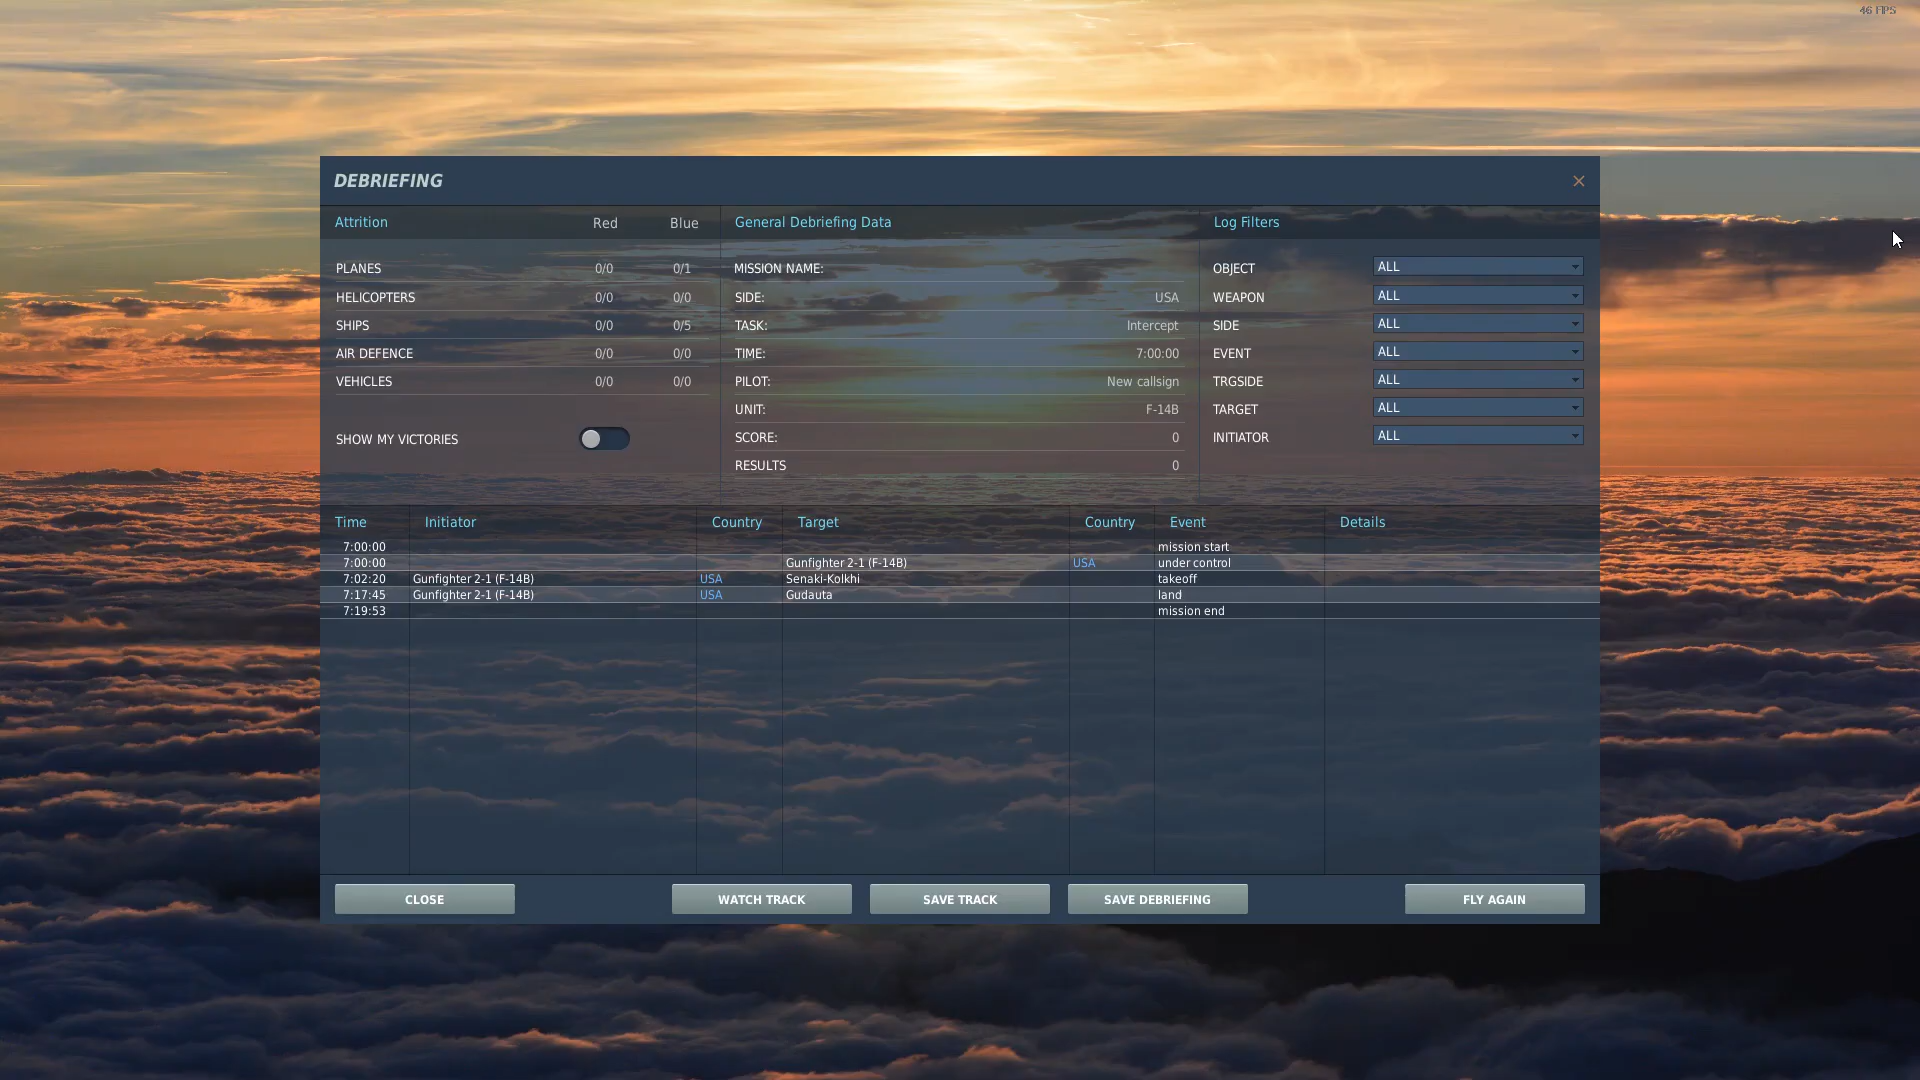 46 FPS
DEBRIEFING
Attrition Red Blue
PLANES 0/0 0/1
HELICOPTERS 0/0 0/0
SHIPS 0/0 0/5
AIR DEFENCE 0/0 0/0
VEHICLES 0/0 0/0
SHOW MY VICTORIES
General Debriefing Data
MISSION NAME:
SIDE: USA
TASK: Intercept
TIME: 7:00:00
PILOT: New callsign
UNIT: F-14B
SCORE: 0
RESULTS 0
Log Filters
OBJECT ALL
WEAPON ALL
SIDE ALL
EVENT ALL
TRGSIDE ALL
TARGET ALL
INITIATOR ALL
Time Initiator Country Target Country Event Details
7:00:00 mission start
7:00:00 Gunfighter 2-1 (F-14B) USA under control
7:02:20 Gunfighter 2-1 (F-14B) USA Senaki-Kolkhi takeoff
7:17:45 Gunfighter 2-1 (F-14B) USA Gudauta land
7:19:53 mission end
CLOSE WATCH TRACK SAVE TRACK SAVE DEBRIEFING FLY AGAIN